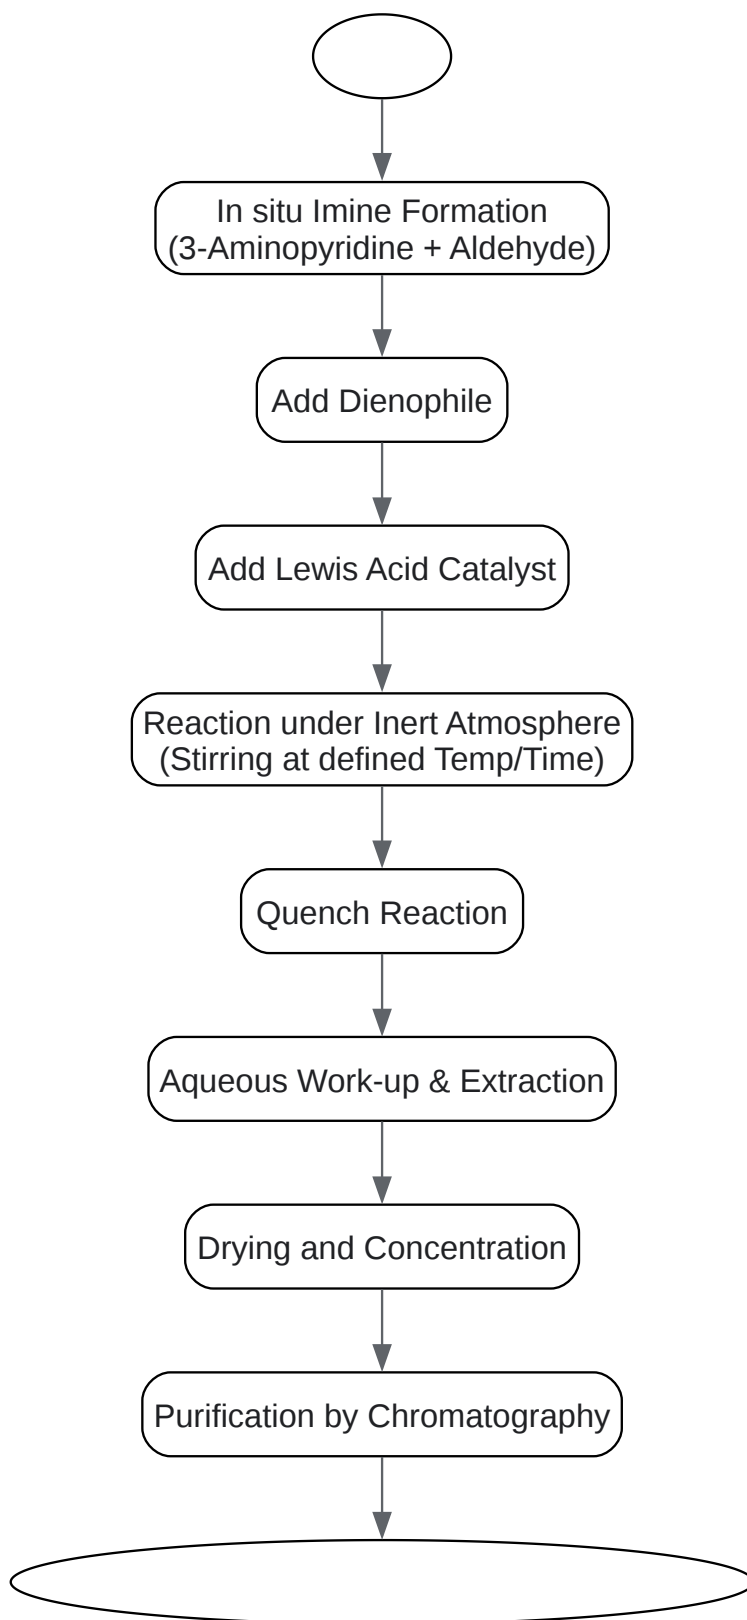 In situ Imine Formation
(3-Aminopyridine + Aldehyde)
Add Dienophile
Add Lewis Acid Catalyst
Reaction under Inert Atmosphere
(Stirring at defined Temp/Time)
Quench Reaction
Aqueous Work-up & Extraction
Drying and Concentration
Purification by Chromatography